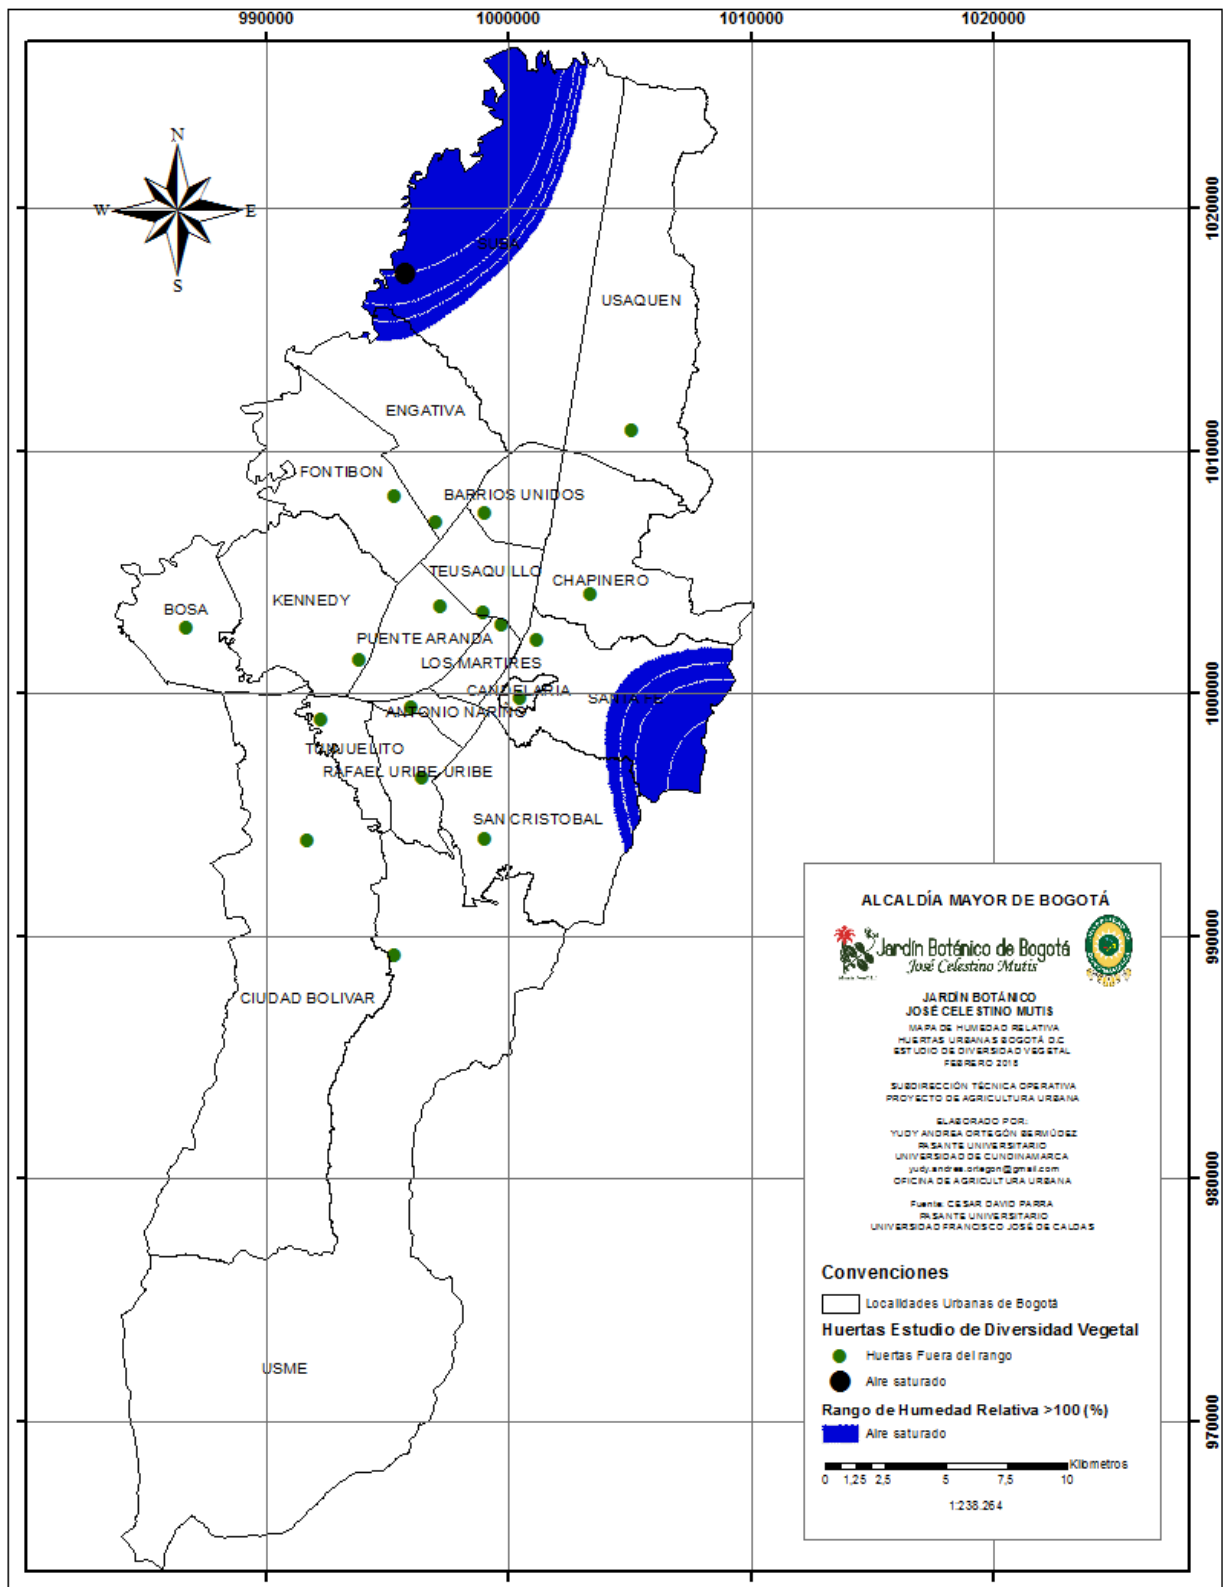 990000
1000000
1010000
1020000
N
W
E
S
1020000
SUBA
USAQUEN
ENGATIVA
1010000
FONTIBON
BARRIOS UNIDOS
TEUSAQUILLO
CHAPINERO
KENNEDY
BOSA
PUENTE ARANDA
LOS MARTIRES
CANDELARIA
SANTA FE
1000000
ANTONIO NARIÑO
TUNJUELITO
RAFAEL URIBE URIBE
SAN CRISTOBAL
990000
CIUDAD BOLIVAR
980000
USME
970000
ALCALDÍA MAYOR DE BOGOTÁ
Jardín Botánico de Bogotá
José Celestino Mutis
JARDÍN BOTÁNICO
JOSÉ CELESTINO MUTIS
MAPA DE HUMEDAD RELATIVA
HUERTAS URBANAS BOGOTÁ D.C
ESTUDIO DE DIVERSIDAD VEGETAL
FEBRERO
SUBDIRECCIÓN TÉCNICA OPERATIVA
PROYECTO DE AGRICULTURA URBANA
ELABORADO POR:
YUDY ANDREA ORTEGÓN BERMÚDEZ
PASANTE UNIVERSITARIO
UNIVERSIDAD DE CUNDINAMARCA
yudy.andrea.ortegon@gmail.com
OFICINA DE AGRICULTURA URBANA
Fuente: CESAR DAVID PARRA
PASANTE UNIVERSITARIO
UNIVERSIDAD FRANCISCO JOSÉ DE CALDAS
Convenciones
Localidades Urbanas de Bogotá
Huertas Estudio de Diversidad Vegetal
Huertas Fuera del rango
Aire saturado
Rango de Humedad Relativa >100 (%)
Aire saturado
Kilometros
0 1,25 2,5 5 7,5 10
1:238.264